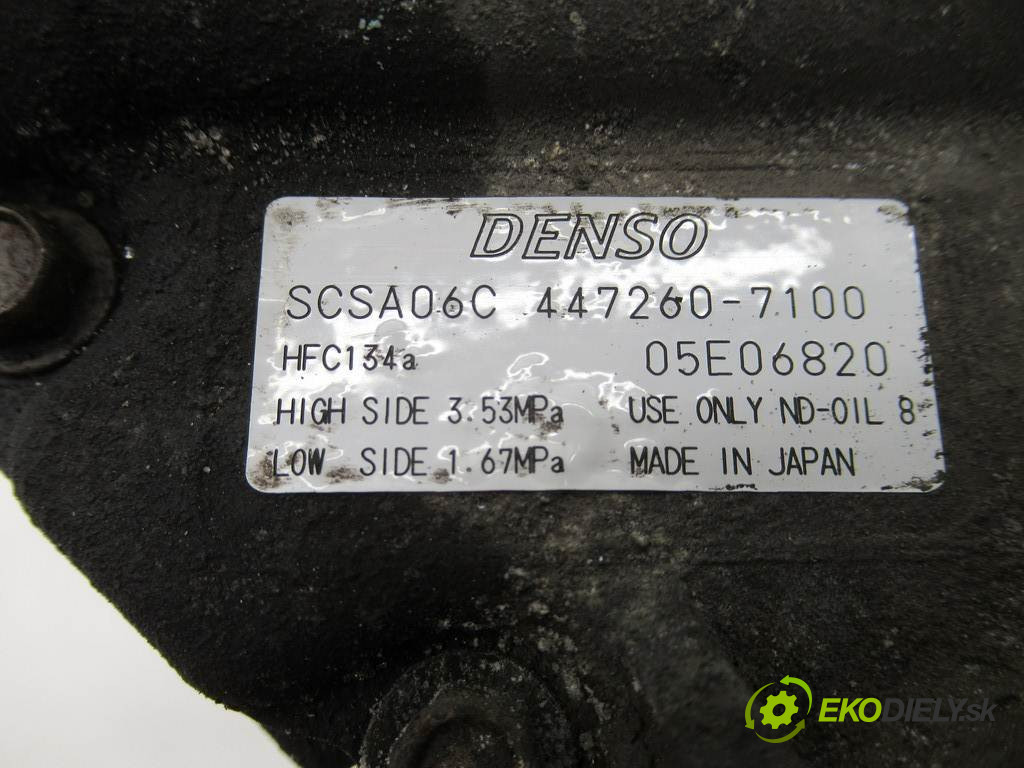 DENSO
SCSA06C 447260-7100
HFC134a 05E06820
HIGH SIDE 3.53MPa USE ONLY ND-OIL 8
LOW SIDE 1.67MPa MADE IN JAPAN
EKODIELY.sk